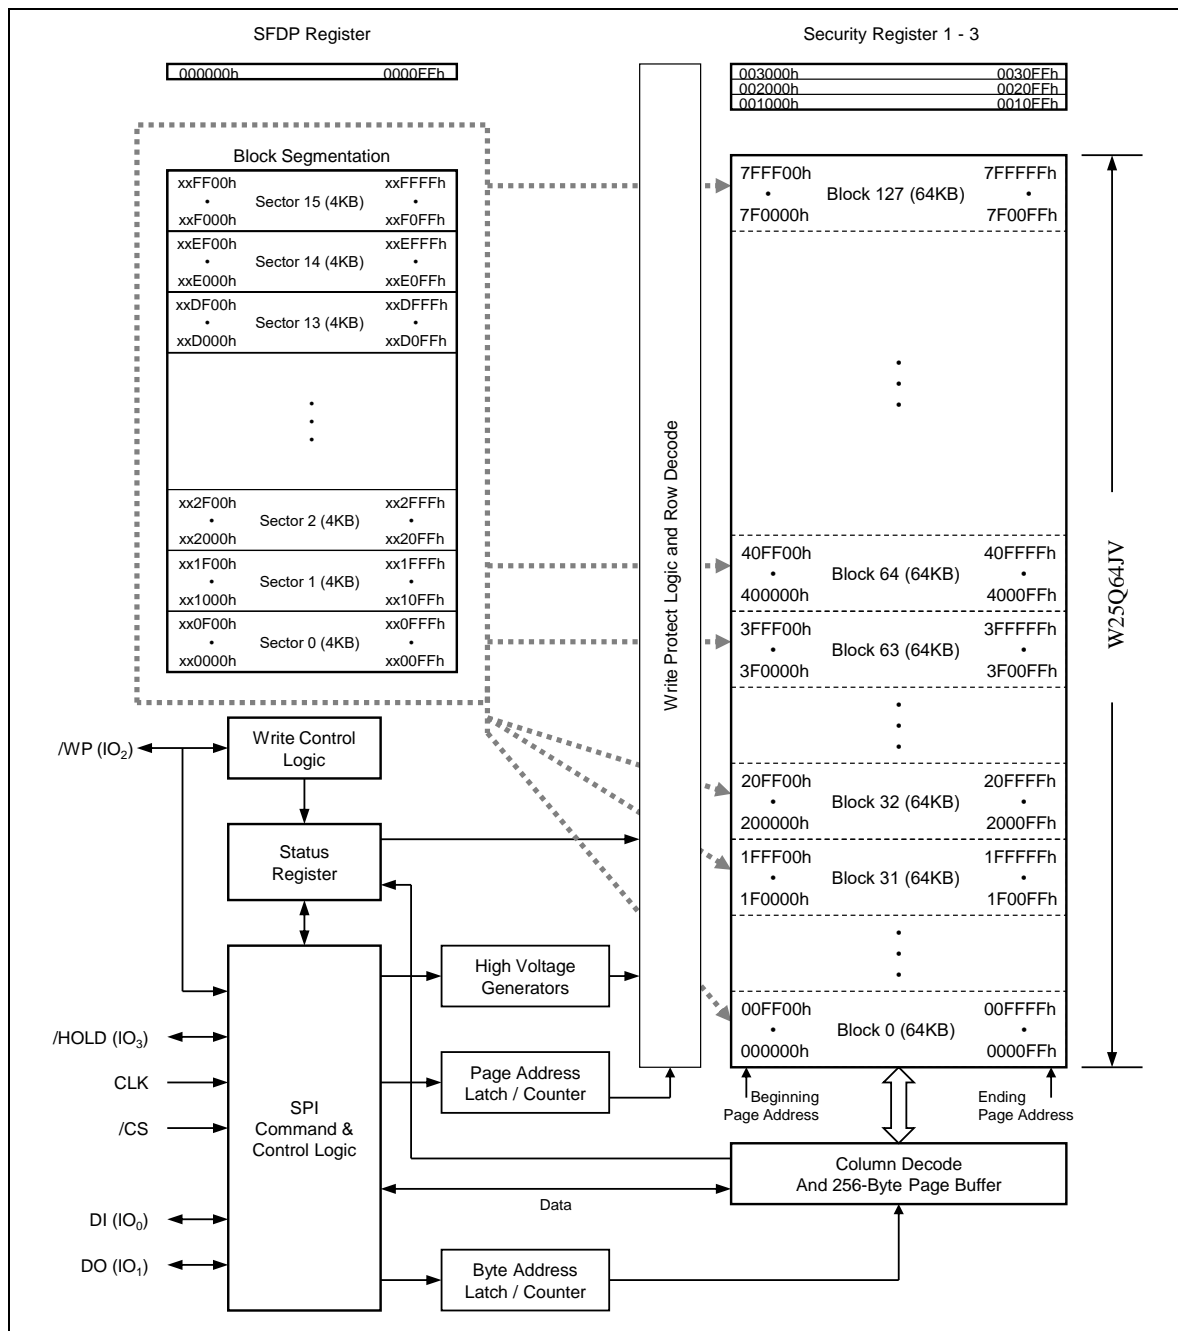 SFDP Register
000000h 0000FFh
Security Register 1 - 3
003000h 0030FFh
002000h 0020FFh
001000h 0010FFh
Block Segmentation
xxFF00h xxFFFFh
• Sector 15 (4KB) •
xxF000h xxF0FFh
xxEF00h xxEFFFh
• Sector 14 (4KB) •
xxE000h xxE0FFh
xxDF00h xxDFFFh
• Sector 13 (4KB) •
xxD000h xxD0FFh
xx2F00h xx2FFFh
• Sector 2 (4KB) •
xx2000h xx20FFh
xx1F00h xx1FFFh
• Sector 1 (4KB) •
xx1000h xx10FFh
xx0F00h xx0FFFh
• Sector 0 (4KB) •
xx0000h xx00FFh
Write Protect Logic and Row Decode
7FFF00h 7FFFFFh
• Block 127 (64KB) •
7F0000h 7F00FFh
40FF00h 40FFFFh
• Block 64 (64KB) •
400000h 4000FFh
3FFF00h 3FFFFFh
• Block 63 (64KB) •
3F0000h 3F00FFh
20FF00h 20FFFFh
• Block 32 (64KB) •
200000h 2000FFh
1FFF00h 1FFFFFh
• Block 31 (64KB) •
1F0000h 1F00FFh
00FF00h 00FFFFh
• Block 0 (64KB) •
000000h 0000FFh
W25Q64JV
Beginning
Page Address
Ending
Page Address
/WP (IO₂)
Write Control
Logic
Status
Register
High Voltage
Generators
/HOLD (IO₃)
CLK
/CS
DI (IO₀)
DO (IO₁)
SPI
Command &
Control Logic
Page Address
Latch / Counter
Column Decode
And 256-Byte Page Buffer
Data
Byte Address
Latch / Counter